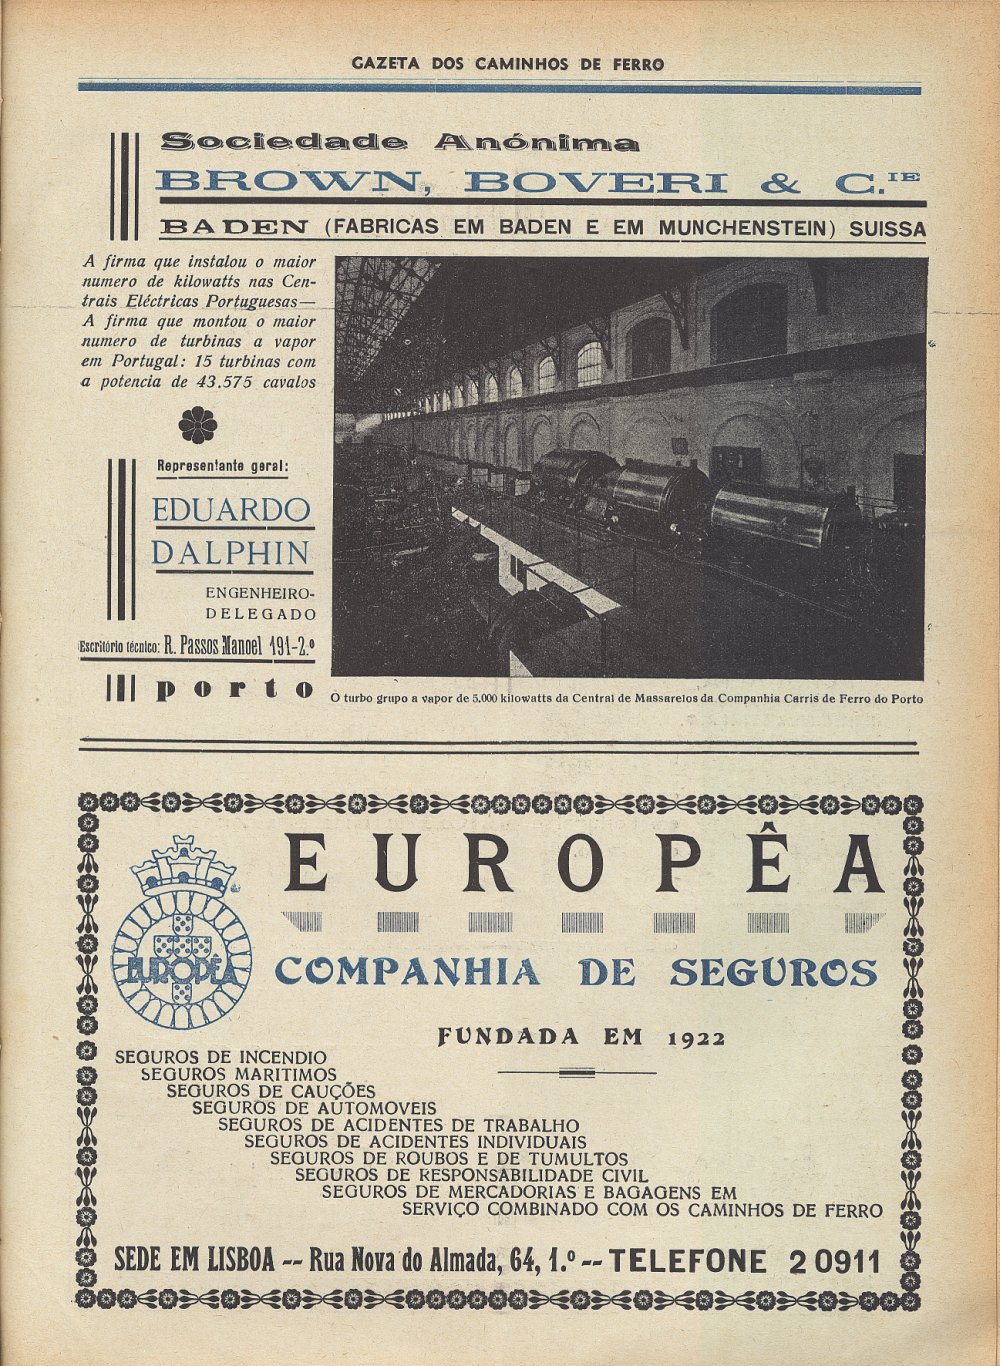 GAZETA DOS CAMINHOS DE FERRO
Sociedade Anónima
BROWN, BOVERI & C.IE
BADEN (FABRICAS EM BADEN E EM MUNCHENSTEIN) SUISSA
A firma que instalou o maior
numero de kilowatts nas Cen-
trais Eléctricas Portuguesas—
A firma que montou o maior
numero de turbinas a vapor
em Portugal: 15 turbinas com
a potencia de 43.575 cavalos
Representante geral:
EDUARDO
DALPHIN
ENGENHEIRO-
DELEGADO
Escritório técnico: R. Passos Manoel 191-2.º
porto
O turbo grupo a vapor de 5.000 kilowatts da Central de Massarelos da Companhia Carris de Ferro do Porto
EUROPÊA
EUROPÊA
COMPANHIA DE SEGUROS
FUNDADA EM 1922
SEGUROS DE INCENDIO
SEGUROS MARITIMOS
SEGUROS DE CAUÇÕES
SEGUROS DE AUTOMOVEIS
SEGUROS DE ACIDENTES DE TRABALHO
SEGUROS DE ACIDENTES INDIVIDUAIS
SEGUROS DE ROUBOS E DE TUMULTOS
SEGUROS DE RESPONSABILIDADE CIVIL
SEGUROS DE MERCADORIAS E BAGAGENS EM
SERVIÇO COMBINADO COM OS CAMINHOS DE FERRO
SEDE EM LISBOA -- Rua Nova do Almada, 64, 1.º -- TELEFONE 20911